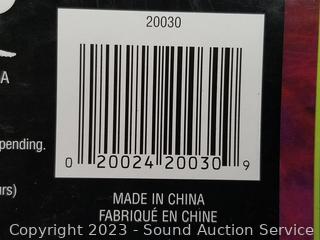 20030
A
pending.
0 20024 20030 9
urs)
MADE IN CHINA
FABRIQUÉ EN CHINE
Copyright 2023 - Sound Auction Service